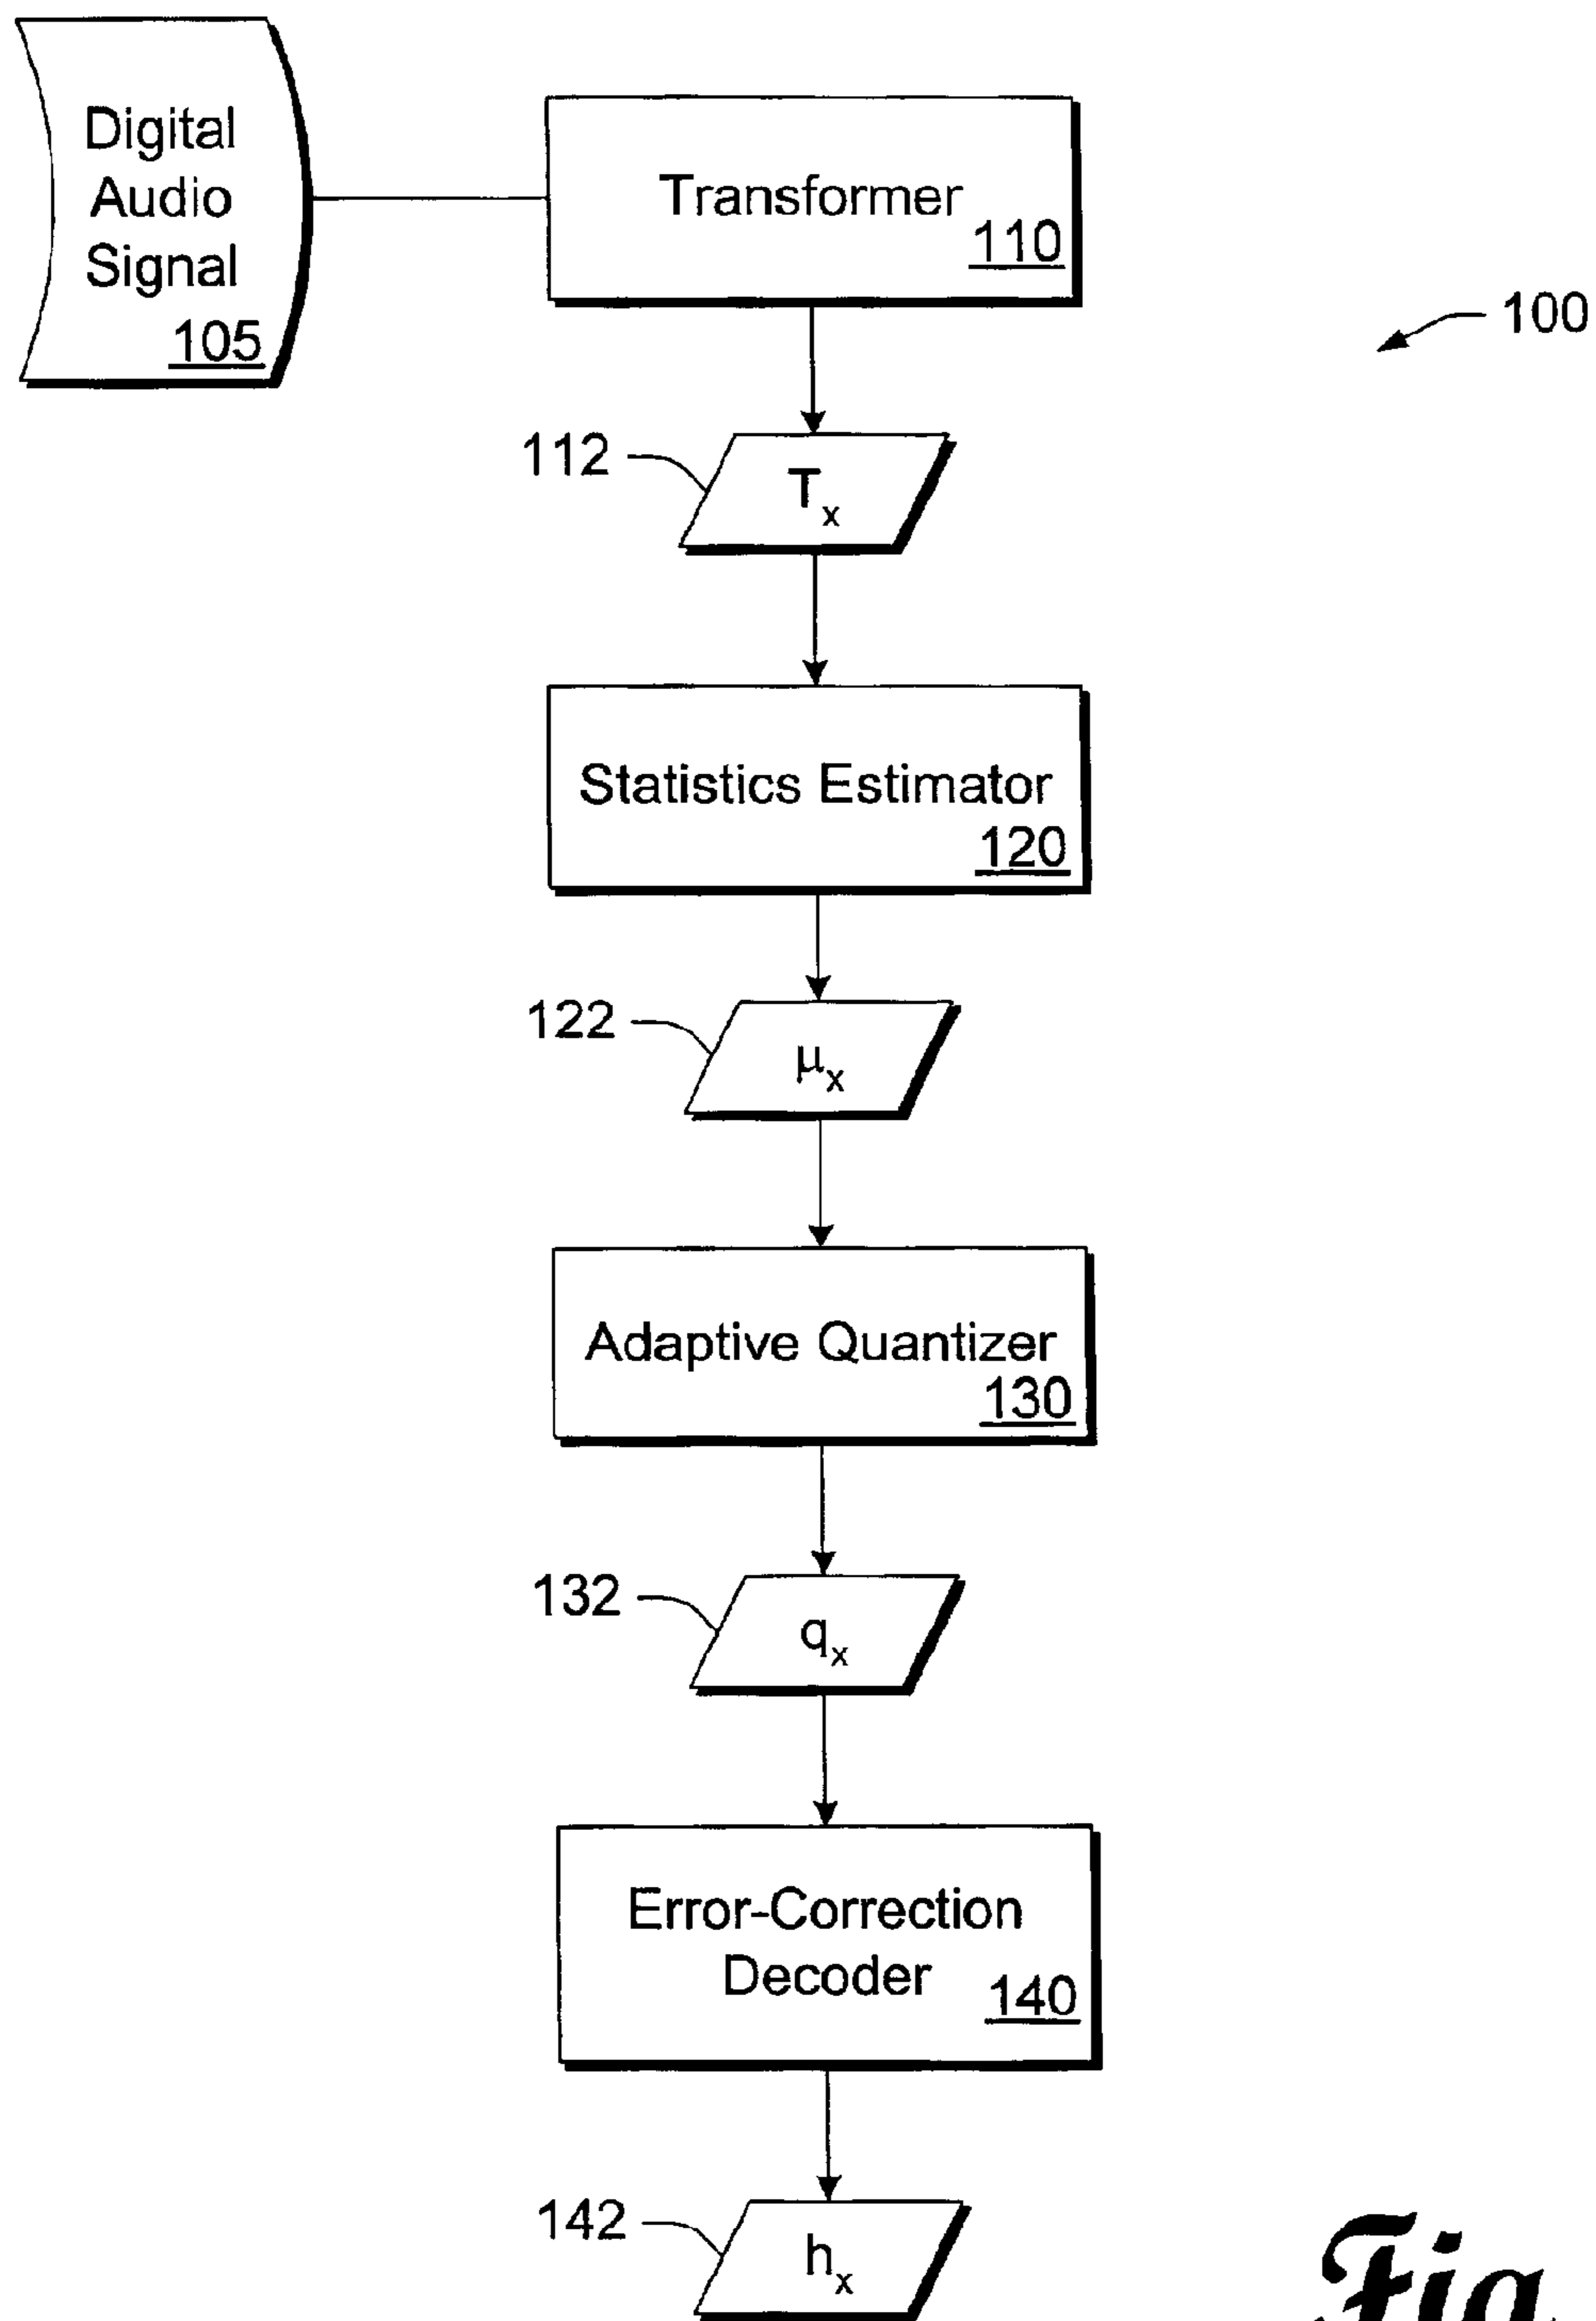 Digital
Audio
Signal
105
Transformer
110
100
112
Tx
Statistics Estimator
120
122
μx
Adaptive Quantizer
130
132
qx
Error-Correction
Decoder
140
142
hx
Fig